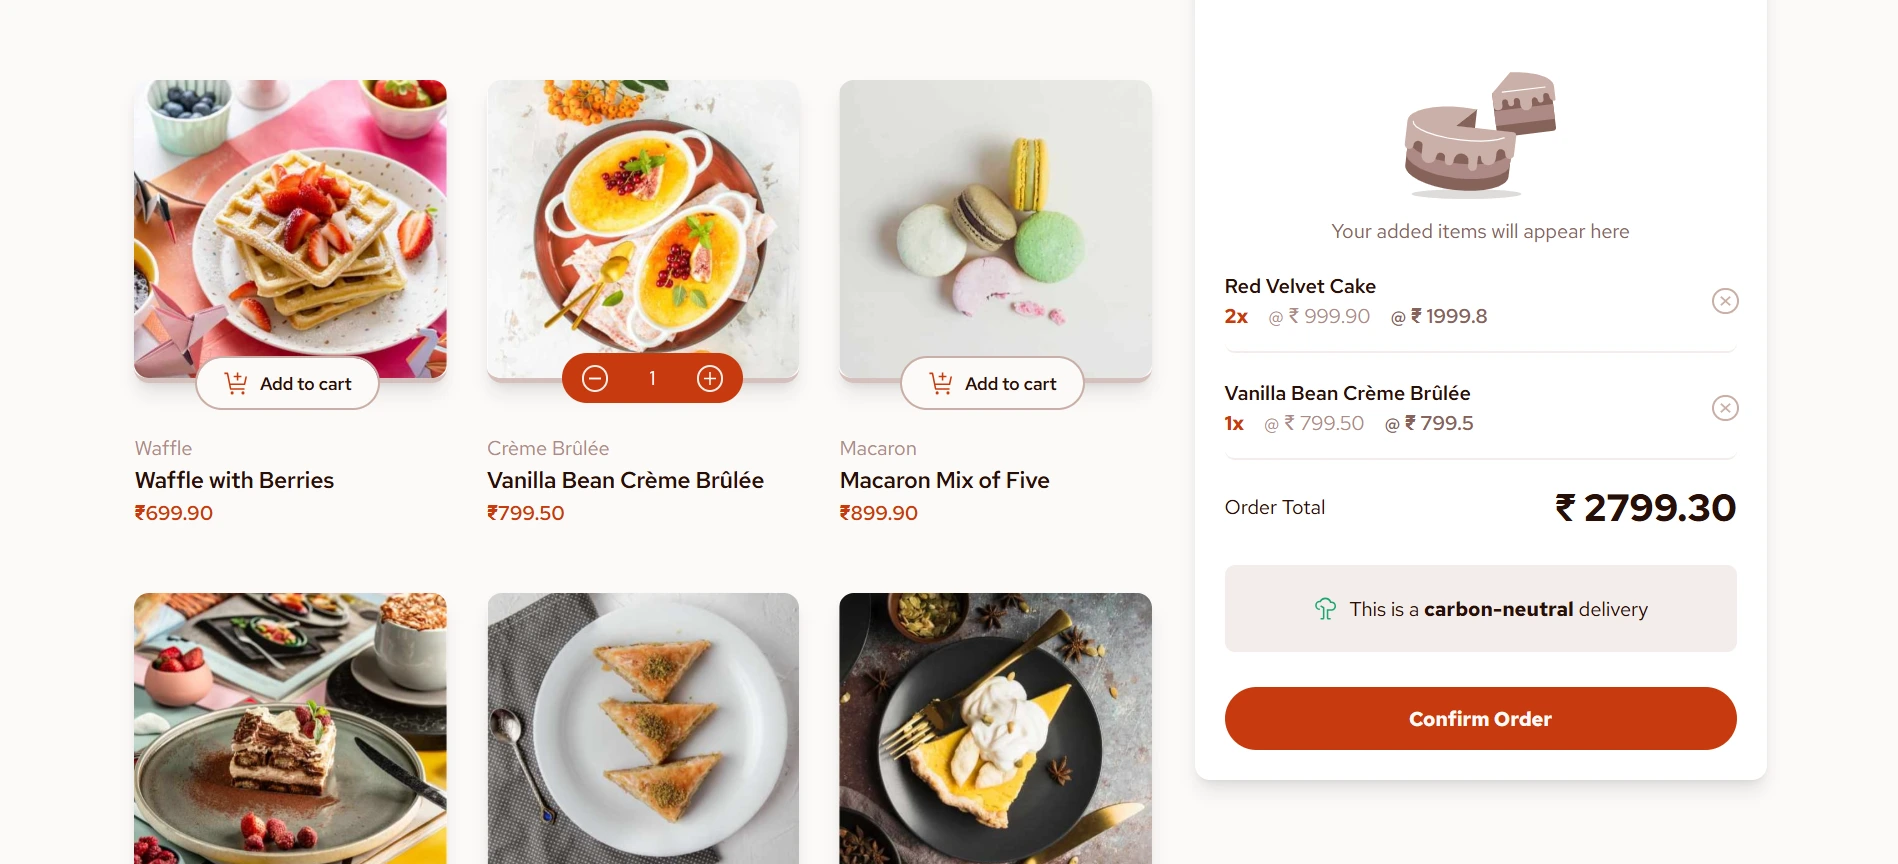 Add to cart
1
Add to cart
Waffle
Waffle with Berries
₹699.90
Crème Brûlée
Vanilla Bean Crème Brûlée
₹799.50
Macaron
Macaron Mix of Five
₹899.90
Your added items will appear here
Red Velvet Cake
2x @ ₹ 999.90 @ ₹ 1999.8
Vanilla Bean Crème Brûlée
1x @ ₹ 799.50 @ ₹ 799.5
Order Total ₹ 2799.30
This is a carbon-neutral delivery
Confirm Order